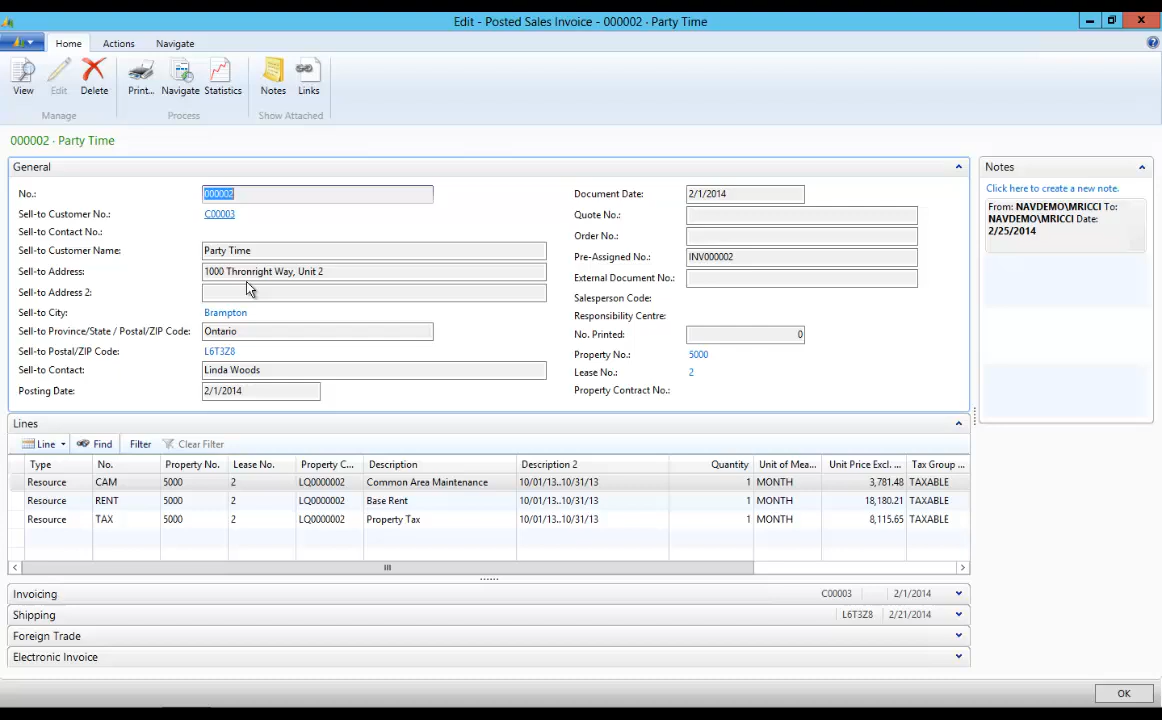 Edit - Posted Sales Invoice - 000002 · Party Time
Home Actions Navigate
View Edit Delete Print... Navigate Statistics Notes Links
Manage Process Show Attached
000002 · Party Time
General
No.: 000002
Sell-to Customer No.: C00003
Sell-to Contact No.:
Sell-to Customer Name: Party Time
Sell-to Address: 1000 Thronright Way, Unit 2
Sell-to Address 2:
Sell-to City: Brampton
Sell-to Province/State / Postal/ZIP Code: Ontario
Sell-to Postal/ZIP Code: L6T3Z8
Sell-to Contact: Linda Woods
Posting Date: 2/1/2014
Document Date: 2/1/2014
Quote No.:
Order No.:
Pre-Assigned No.: INV000002
External Document No.:
Salesperson Code:
Responsibility Centre:
No. Printed: 0
Property No.: 5000
Lease No.: 2
Property Contract No.:
Notes
Click here to create a new note.
From: NAVDEMO\MRICCI To:
NAVDEMO\MRICCI Date:
2/25/2014
Lines
Line Find Filter Clear Filter
Type No. Property No. Lease No. Property C... Description Description 2 Quantity Unit of Mea... Unit Price Excl. ... Tax Group ...
Resource CAM 5000 2 LQ0000002 Common Area Maintenance 10/01/13..10/31/13 1 MONTH 3,781.48 TAXABLE
Resource RENT 5000 2 LQ0000002 Base Rent 10/01/13..10/31/13 1 MONTH 18,180.21 TAXABLE
Resource TAX 5000 2 LQ0000002 Property Tax 10/01/13..10/31/13 1 MONTH 8,115.65 TAXABLE
Invoicing C00003 2/1/2014
Shipping L6T3Z8 2/21/2014
Foreign Trade
Electronic Invoice
OK